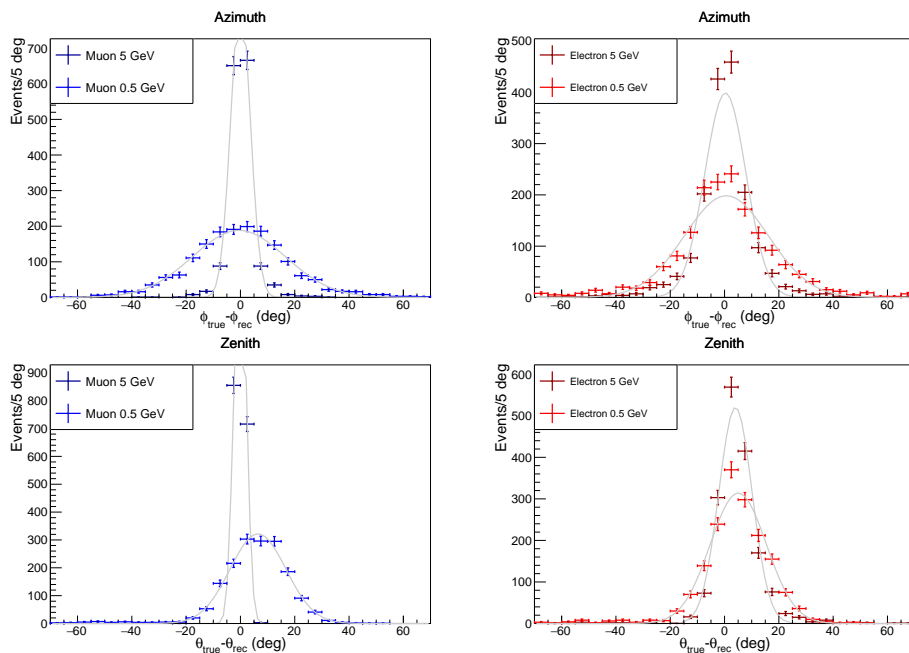 Azimuth
Events/5 deg
700
600
500
400
300
200
100
0
Muon 5 GeV
Muon 0.5 GeV
−60 −40 −20 0 20 40 60
ϕtrue-φrec (deg)
Azimuth
Events/5 deg
500
400
300
200
100
0
Electron 5 GeV
Electron 0.5 GeV
−60 −40 −20 0 20 40 60
ϕtrue-φrec (deg)
Zenith
Events/5 deg
900
800
700
600
500
400
300
200
100
0
Muon 5 GeV
Muon 0.5 GeV
−60 −40 −20 0 20 40 60
θtrue-θrec (deg)
Zenith
Events/5 deg
600
500
400
300
200
100
0
Electron 5 GeV
Electron 0.5 GeV
−60 −40 −20 0 20 40 60
θtrue-θrec (deg)